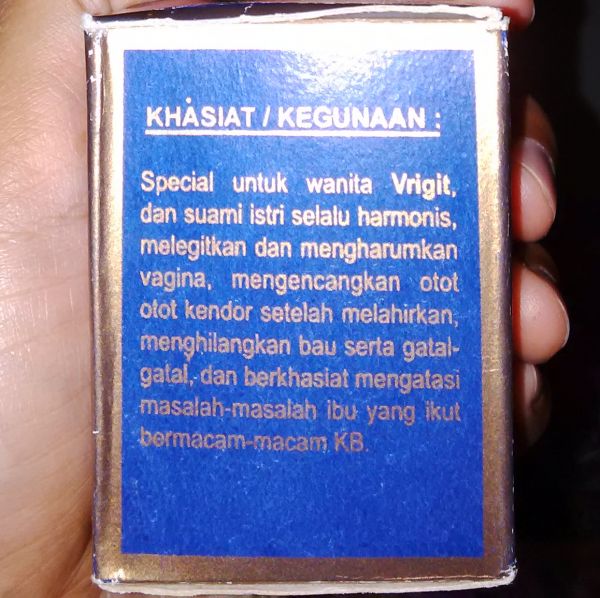 KHASIAT / KEGUNAAN :
Special untuk wanita Vrigit,
dan suami istri selalu harmonis,
melegitkan dan mengharumkan
vagina, mengencangkan otot
otot kendor setelah melahirkan,
menghilangkan bau serta gatal-
gatal, dan berkhasiat mengatasi
masalah-masalah ibu yang ikut
bermacam-macam KB.